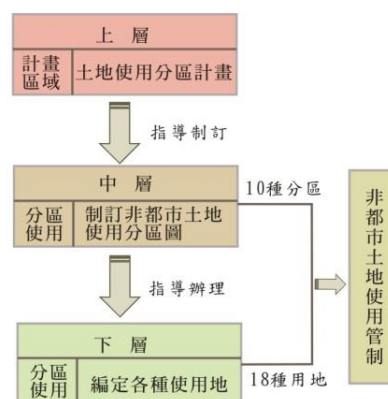 上 層
計畫
區域
土地使用分區計畫
指導制訂
中 層
10種分區
分區
使用
制訂非都市土地
使用分區圖
非都市土地使用管制
指導辦理
下 層
18種用地
分區
使用
編定各種使用地